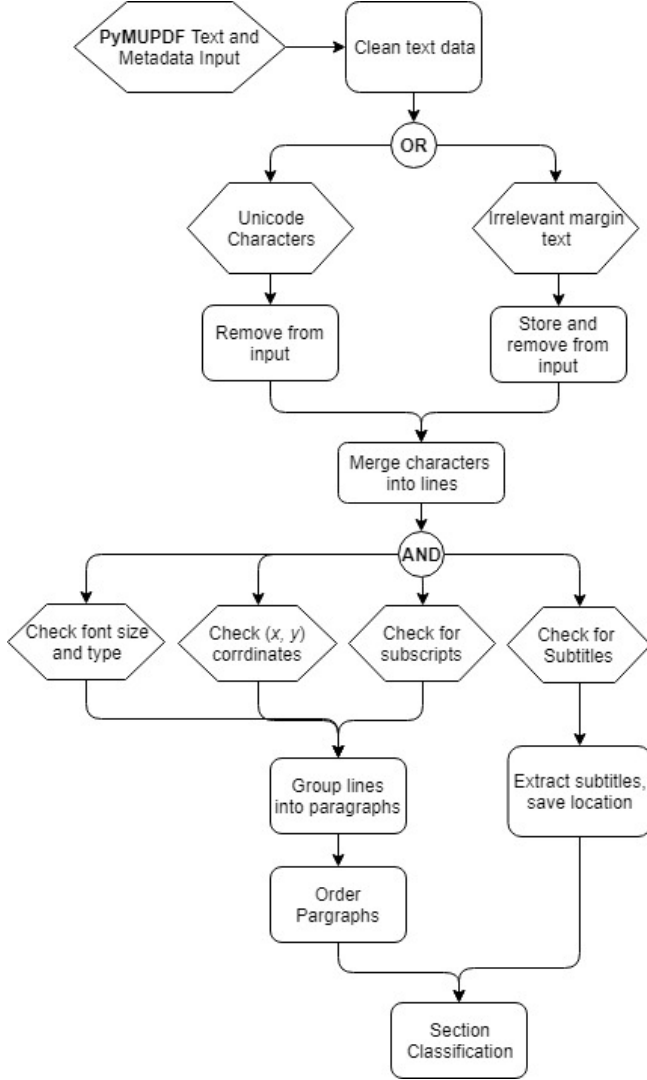 PyMUPDF Text and
Metadata Input
Clean text data
OR
Unicode
Characters
Irrelevant margin
text
Remove from
input
Store and
remove from
input
Merge characters
into lines
AND
Check font size
and type
Check (x, y)
corrdinates
Check for
subscripts
Check for
Subtitles
Group lines
into paragraphs
Extract subtitles,
save location
Order
Pargraphs
Section
Classification